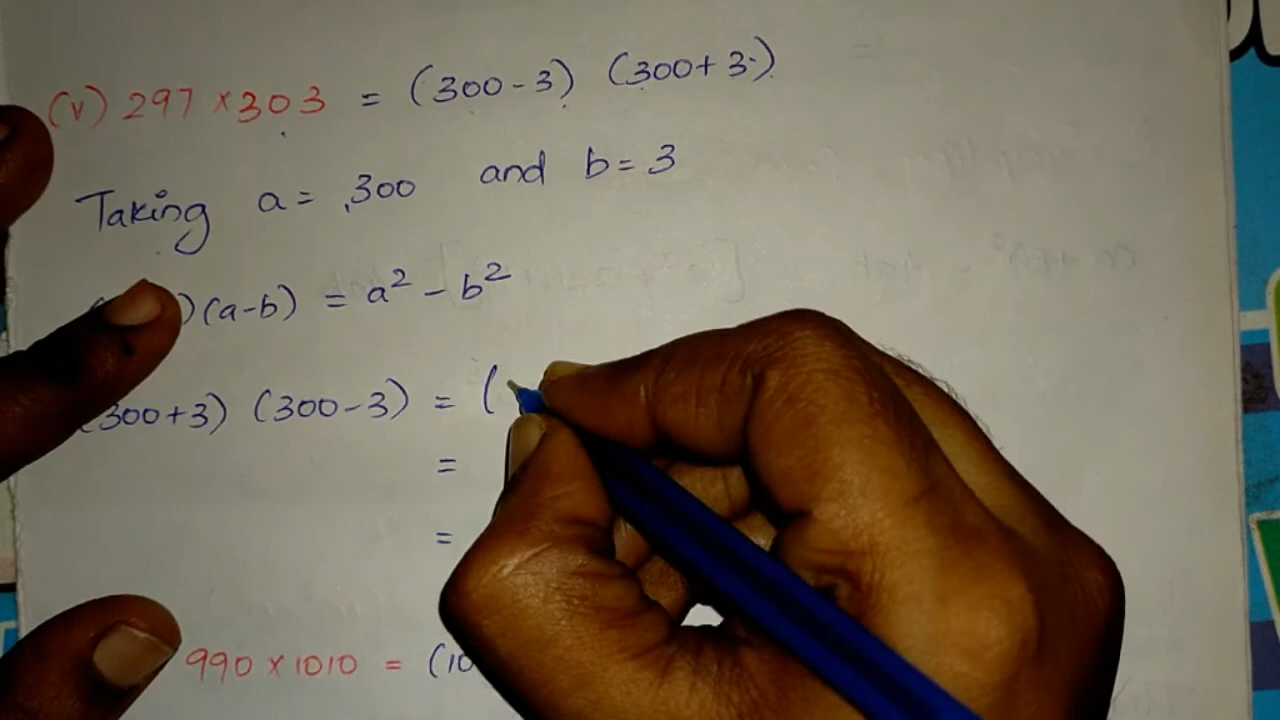 (v) 297 × 303 = (300-3) (300+3)
Taking a = 300 and b = 3
)(a-b) = a² - b²
(300+3) (300-3) = (
=
=
990 × 1010 = (10